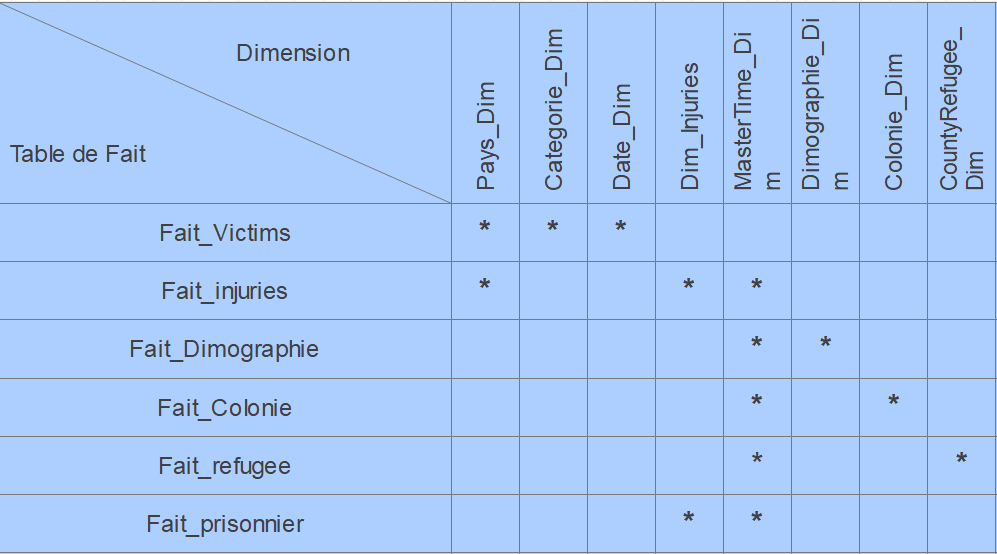 Dimension
Table de Fait
Pays_Dim
Categorie_Dim
Date_Dim
Dim_Injuries
MasterTime_Di
m
Dimographie_Di
m
Colonie_Dim
CountyRefugee_
Dim
Fait_Victims * * *
Fait_injuries * * *
Fait_Dimographie * *
Fait_Colonie * *
Fait_refugee * *
Fait_prisonnier * *